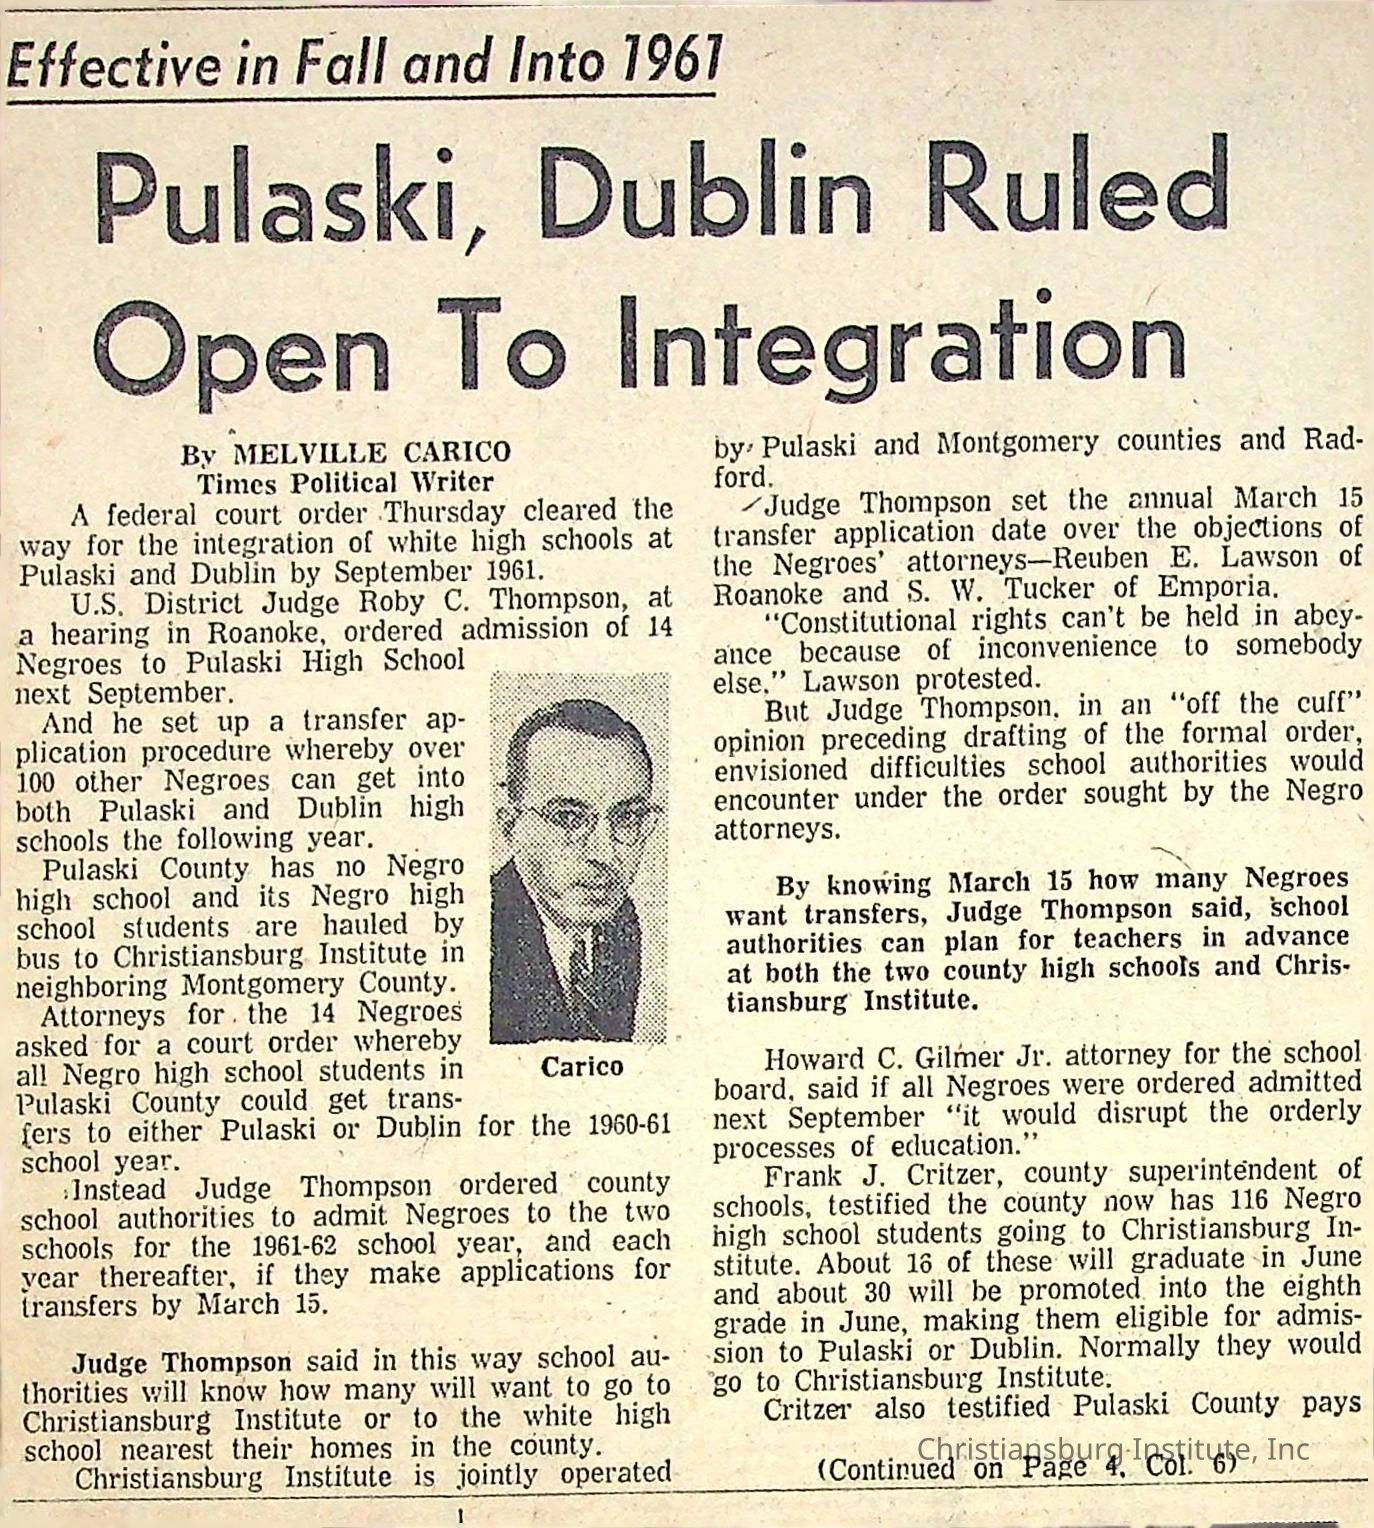 Effective in Fall and Into 1961
Pulaski, Dublin Ruled
Open To Integration
By MELVILLE CARICO
Times Political Writer
A federal court order Thursday cleared the
way for the integration of white high schools at
Pulaski and Dublin by September 1961.
U.S. District Judge Roby C. Thompson, at
a hearing in Roanoke, ordered admission of 14
Negroes to Pulaski High School
next September.
And he set up a transfer ap-
plication procedure whereby over
100 other Negroes can get into
both Pulaski and Dublin high
schools the following year.
Pulaski County has no Negro
high school and its Negro high
school students are hauled by
bus to Christiansburg Institute in
neighboring Montgomery County.
Attorneys for the 14 Negroes
asked for a court order whereby
all Negro high school students in
Pulaski County could get trans-
fers to either Pulaski or Dublin for the 1960-61
school year.
Instead Judge Thompson ordered county
school authorities to admit Negroes to the two
schools for the 1961-62 school year, and each
year thereafter, if they make applications for
transfers by March 15.
Judge Thompson said in this way school au-
thorities will know how many will want to go to
Christiansburg Institute or to the white high
school nearest their homes in the county.
Christiansburg Institute is jointly operated
Carico
by Pulaski and Montgomery counties and Rad-
ford.
Judge Thompson set the annual March 15
transfer application date over the objections of
the Negroes' attorneys—Reuben E. Lawson of
Roanoke and S. W. Tucker of Emporia.
"Constitutional rights can't be held in abey-
ance because of inconvenience to somebody
else." Lawson protested.
But Judge Thompson, in an "off the cuff"
opinion preceding drafting of the formal order,
envisioned difficulties school authorities would
encounter under the order sought by the Negro
attorneys.
By knowing March 15 how many Negroes
want transfers, Judge Thompson said, school
authorities can plan for teachers in advance
at both the two county high schools and Chris-
tiansburg Institute.
Howard C. Gilmer Jr. attorney for the school
board, said if all Negroes were ordered admitted
next September "it would disrupt the orderly
processes of education."
Frank J. Critzer, county superintendent of
schools, testified the county now has 116 Negro
high school students going to Christiansburg In-
stitute. About 16 of these will graduate in June
and about 30 will be promoted into the eighth
grade in June, making them eligible for admis-
sion to Pulaski or Dublin. Normally they would
go to Christiansburg Institute.
Critzer also testified Pulaski County pays
(Continued on Page 4, Col. 6)
Christiansburg Institute, Inc